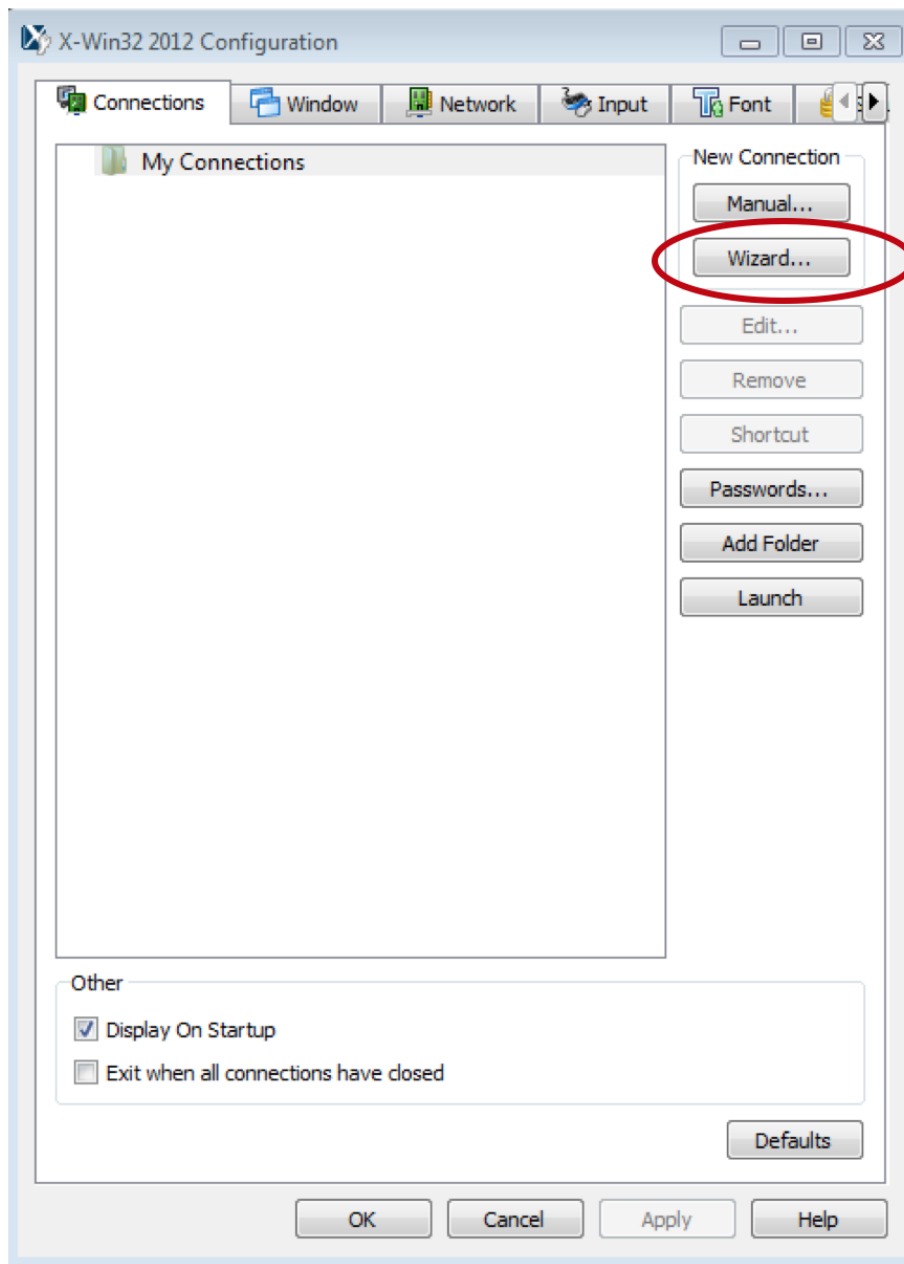 X-Win32 2012 Configuration
Connections Window Network Input Font
My Connections
New Connection
Manual...
Wizard...
Edit...
Remove
Shortcut
Passwords...
Add Folder
Launch
Other
Display On Startup
Exit when all connections have closed
Defaults
OK Cancel Apply Help